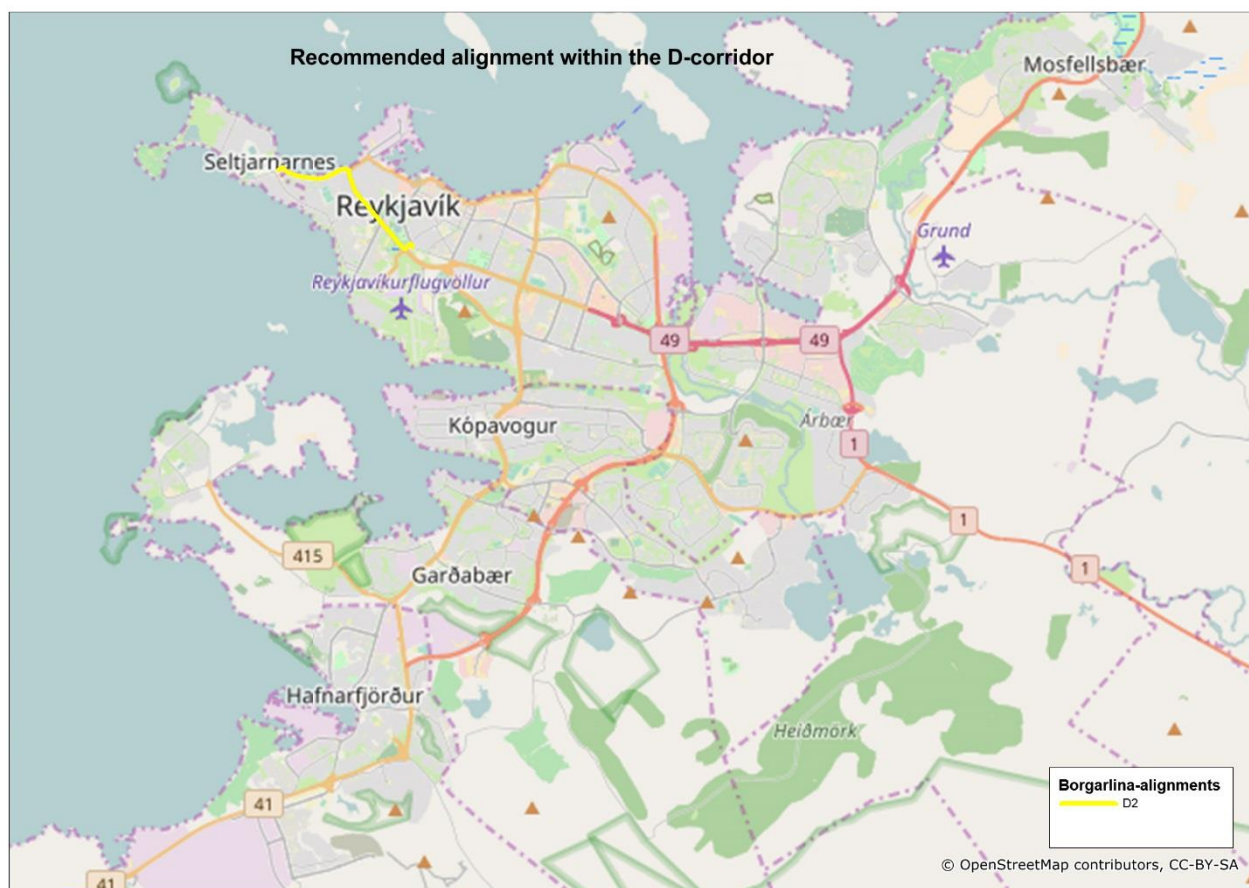 Recommended alignment within the D-corridor
Mosfellsbær
Seltjarnarnes
Reykjavík
Grund
Reykjavíkurflugvöllur
49
49
Kópavogur
Árbær
1
1
415
1
Garðabær
Hafnarfjörður
Heiðmörk
41
Borgarlina-alignments
D2
© OpenStreetMap contributors, CC-BY-SA
41